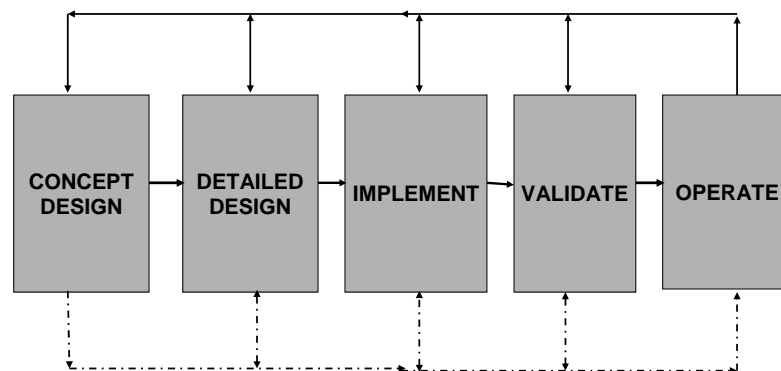 CONCEPT
DESIGN
DETAILED
DESIGN
IMPLEMENT
VALIDATE
OPERATE